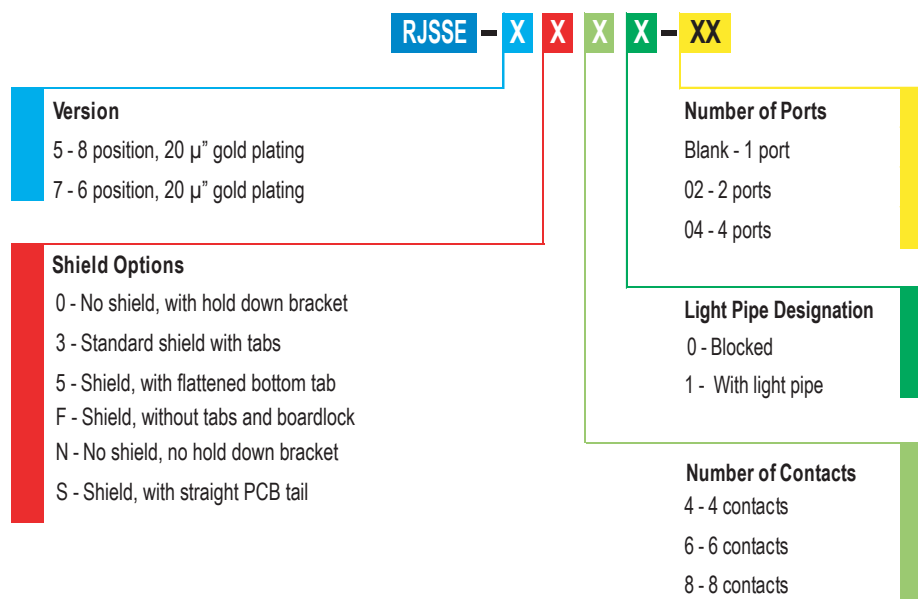 RJSSE - X X X X - XX
Version
5 - 8 position, 20 µ” gold plating
7 - 6 position, 20 µ” gold plating
Shield Options
0 - No shield, with hold down bracket
3 - Standard shield with tabs
5 - Shield, with flattened bottom tab
F - Shield, without tabs and boardlock
N - No shield, no hold down bracket
S - Shield, with straight PCB tail
Number of Ports
Blank - 1 port
02 - 2 ports
04 - 4 ports
Light Pipe Designation
0 - Blocked
1 - With light pipe
Number of Contacts
4 - 4 contacts
6 - 6 contacts
8 - 8 contacts